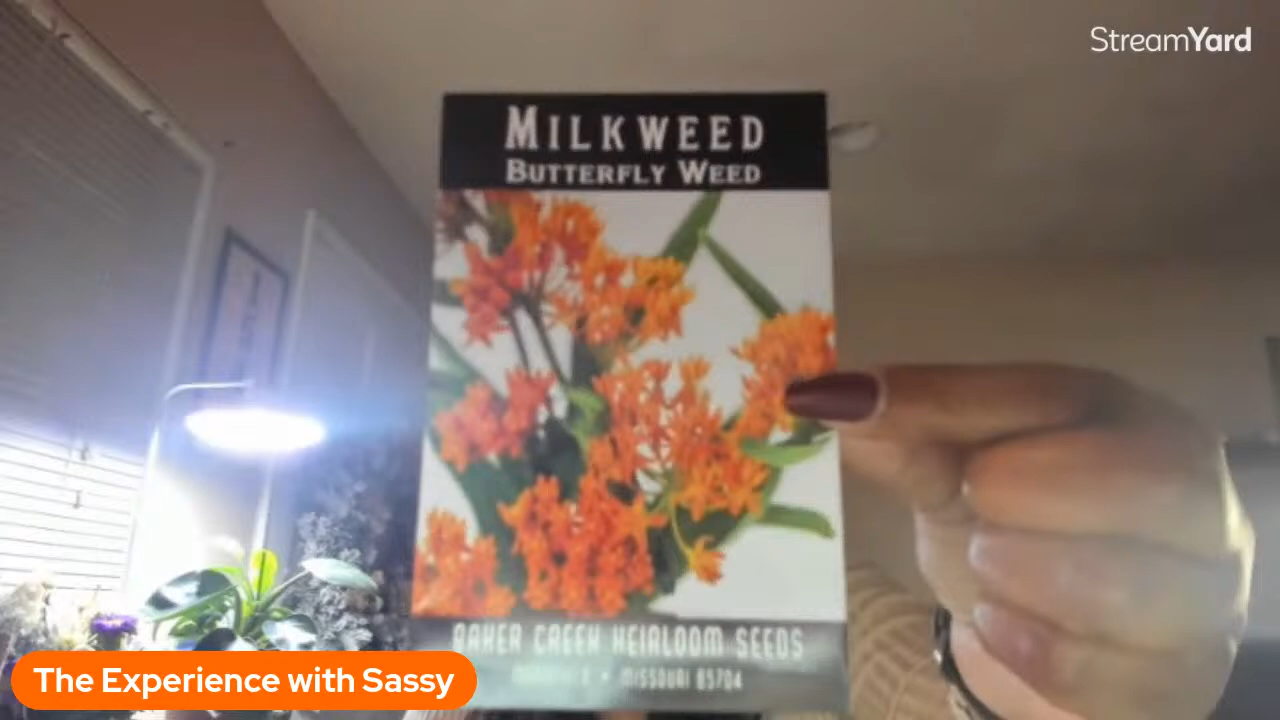 StreamYard
MILKWEED
BUTTERFLY WEED
BAKER CREEK HEIRLOOM SEEDS
• MISSOURI 65704
The Experience with Sassy